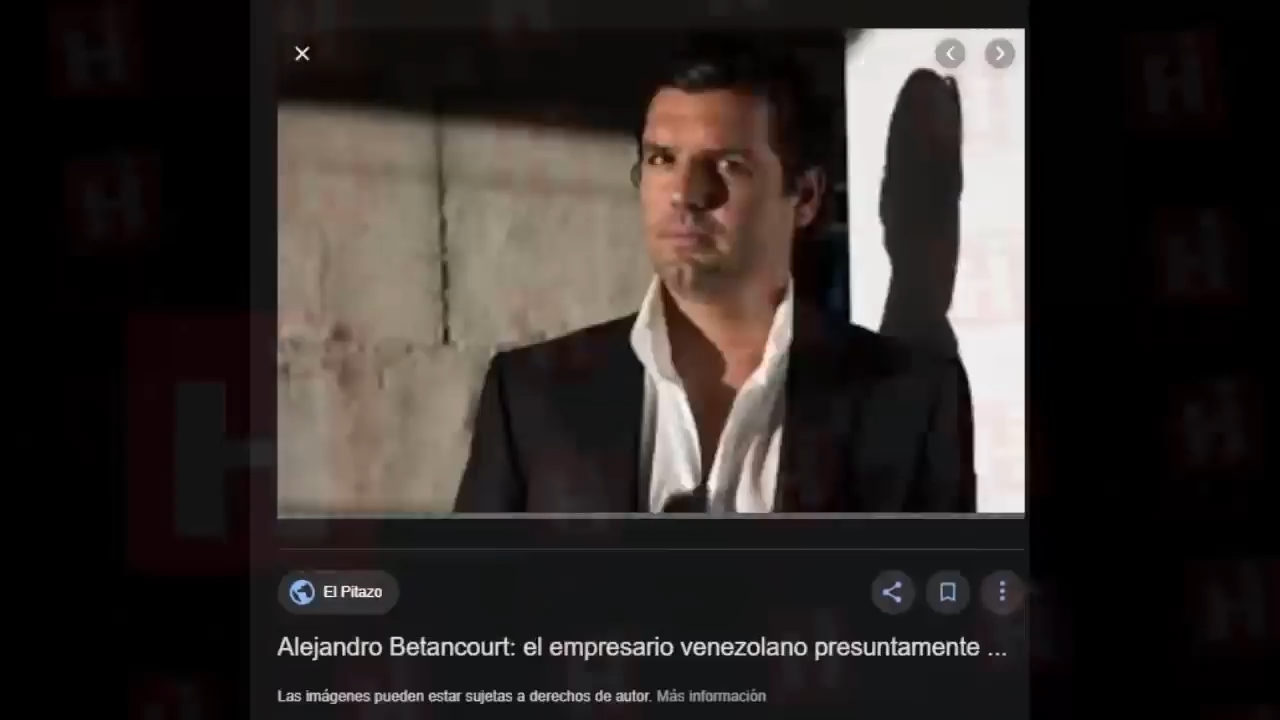 El Pitazo
Alejandro Betancourt: el empresario venezolano presuntamente ...
Las imágenes pueden estar sujetas a derechos de autor. Más información